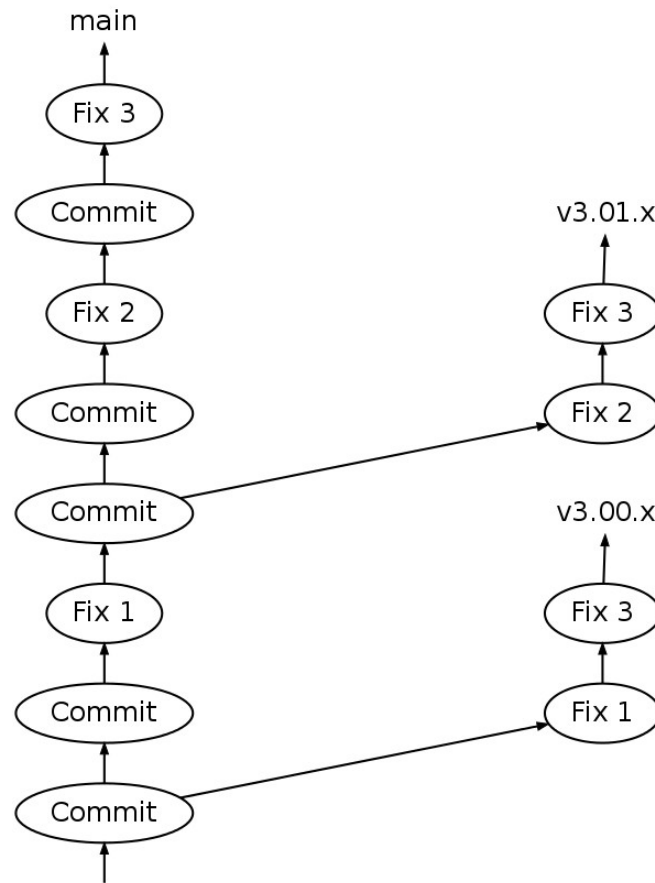 main
Fix 3
Commit
v3.01.x
Fix 2
Fix 3
Commit
Fix 2
Commit
v3.00.x
Fix 1
Fix 3
Commit
Fix 1
Commit